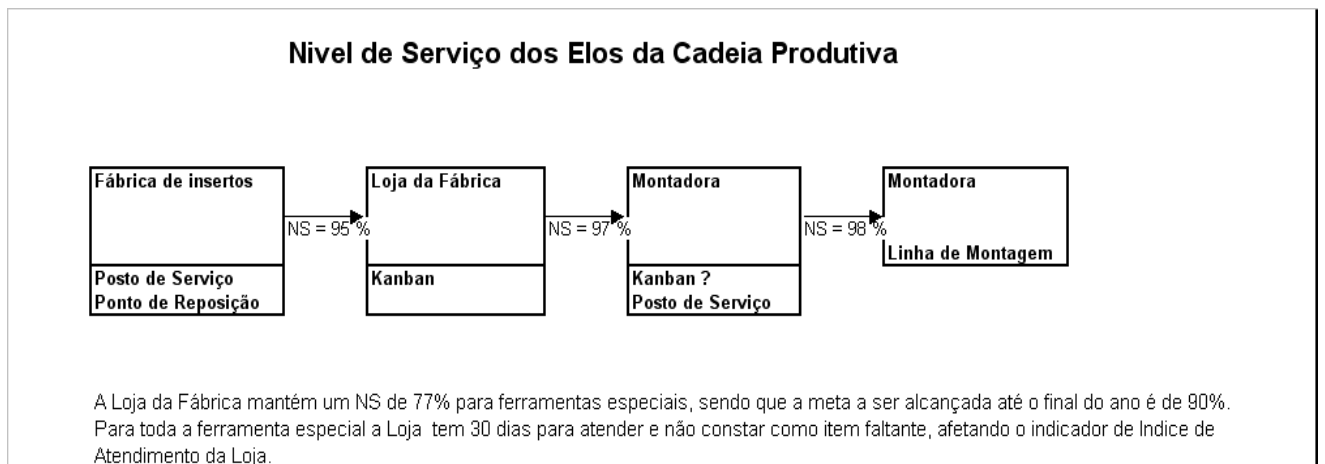 Nivel de Serviço dos Elos da Cadeia Produtiva
Fábrica de insertos
Posto de Serviço
Ponto de Reposição
NS = 95 %
Loja da Fábrica
Kanban
NS = 97 %
Montadora
Kanban ?
Posto de Serviço
NS = 98 %
Montadora
Linha de Montagem
A Loja da Fábrica mantém um NS de 77% para ferramentas especiais, sendo que a meta a ser alcançada até o final do ano é de 90%.
Para toda a ferramenta especial a Loja tem 30 dias para atender e não constar como item faltante, afetando o indicador de Indice de
Atendimento da Loja.